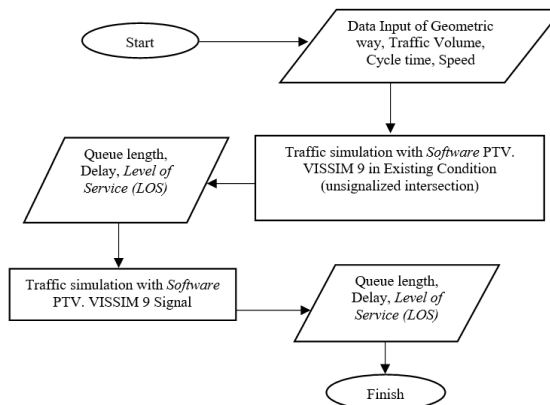 Start
Data Input of Geometric
way, Traffic Volume,
Cycle time, Speed
Traffic simulation with Software PTV.
VISSIM 9 in Existing Condition
(unsignalized intersection)
Queue length,
Delay, Level of
Service (LOS)
Traffic simulation with Software
PTV. VISSIM 9 Signal
Queue length,
Delay, Level of
Service (LOS)
Finish